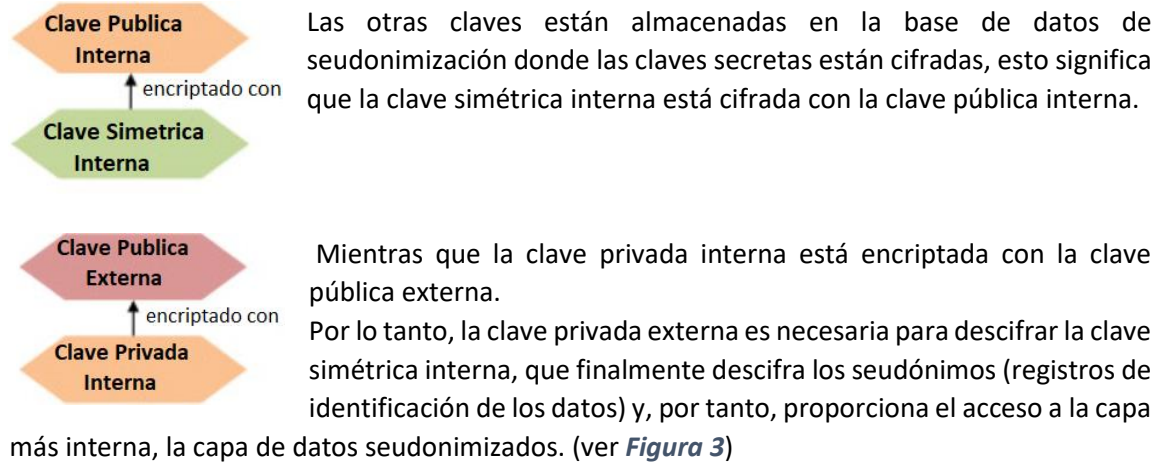 Clave Publica
Interna
encriptado con
Clave Simetrica
Interna
Las otras claves están almacenadas en la base de datos de
seudonimización donde las claves secretas están cifradas, esto significa
que la clave simétrica interna está cifrada con la clave pública interna.
Clave Publica
Externa
encriptado con
Clave Privada
Interna
Mientras que la clave privada interna está encriptada con la clave
pública externa.
Por lo tanto, la clave privada externa es necesaria para descifrar la clave
simétrica interna, que finalmente descifra los seudónimos (registros de
identificación de los datos) y, por tanto, proporciona el acceso a la capa
más interna, la capa de datos seudonimizados. (ver Figura 3)